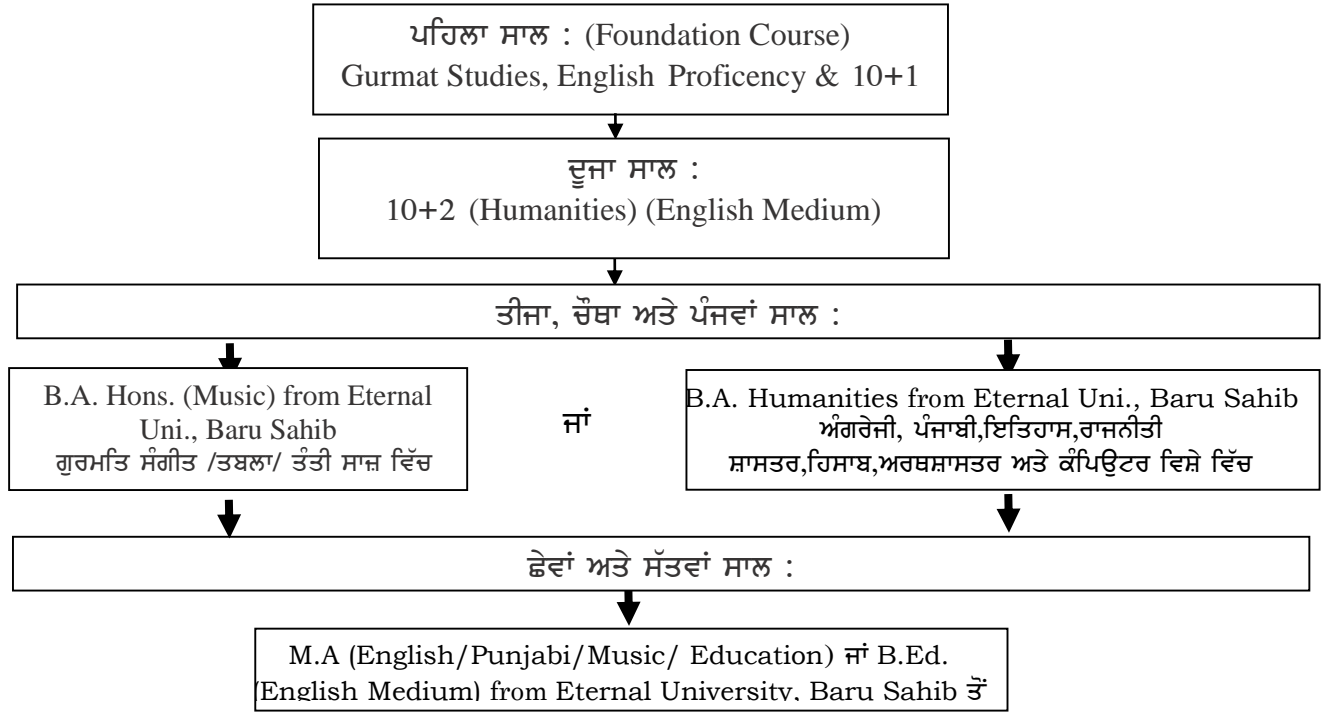 ਪਹਿਲਾ ਸਾਲ : (Foundation Course)
Gurmat Studies, English Proficency & 10+1
ਦੂਜਾ ਸਾਲ :
10+2 (Humanities) (English Medium)
ਤੀਜਾ, ਚੌਥਾ ਅਤੇ ਪੰਜਵਾਂ ਸਾਲ :
B.A. Hons. (Music) from Eternal
Uni., Baru Sahib
ਗੁਰਮਤਿ ਸੰਗੀਤ /ਤਬਲਾ/ ਤੰਤੀ ਸਾਜ਼ ਵਿੱਚ
ਜਾਂ
B.A. Humanities from Eternal Uni., Baru Sahib
ਅੰਗਰੇਜੀ, ਪੰਜਾਬੀ,ਇਤਿਹਾਸ,ਰਾਜਨੀਤੀ
ਸ਼ਾਸਤਰ,ਹਿਸਾਬ,ਅਰਥਸ਼ਾਸਤਰ ਅਤੇ ਕੰਪਿਊਟਰ ਵਿਸ਼ੇ ਵਿੱਚ
ਛੇਵਾਂ ਅਤੇ ਸੱਤਵਾਂ ਸਾਲ :
M.A (English/Punjabi/Music/ Education) ਜਾਂ B.Ed.
(English Medium) from Eternal University, Baru Sahib ਤੋਂ